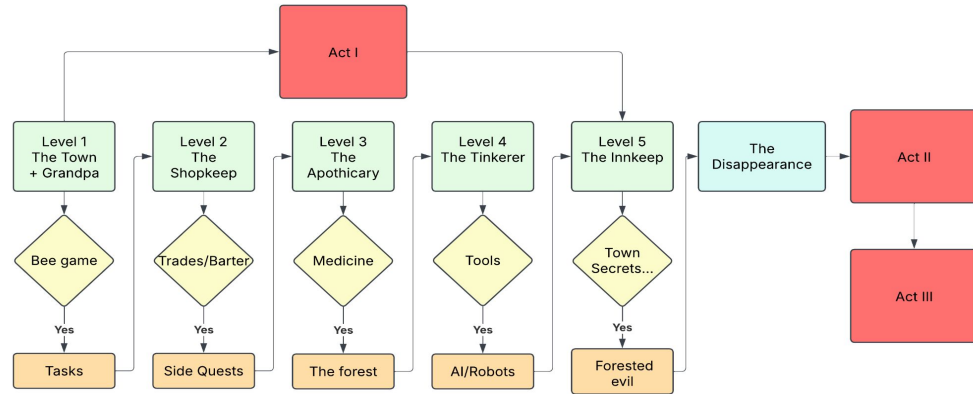 Act I
Level 1
The Town
+ Grandpa
Level 2
The
Shopkeep
Level 3
The
Apothicary
Level 4
The Tinkerer
Level 5
The Innkeep
The
Disappearance
Act II
Bee game
Trades/Barter
Medicine
Tools
Town
Secrets...
Act III
Yes
Yes
Yes
Yes
Yes
Tasks
Side Quests
The forest
AI/Robots
Forested
evil